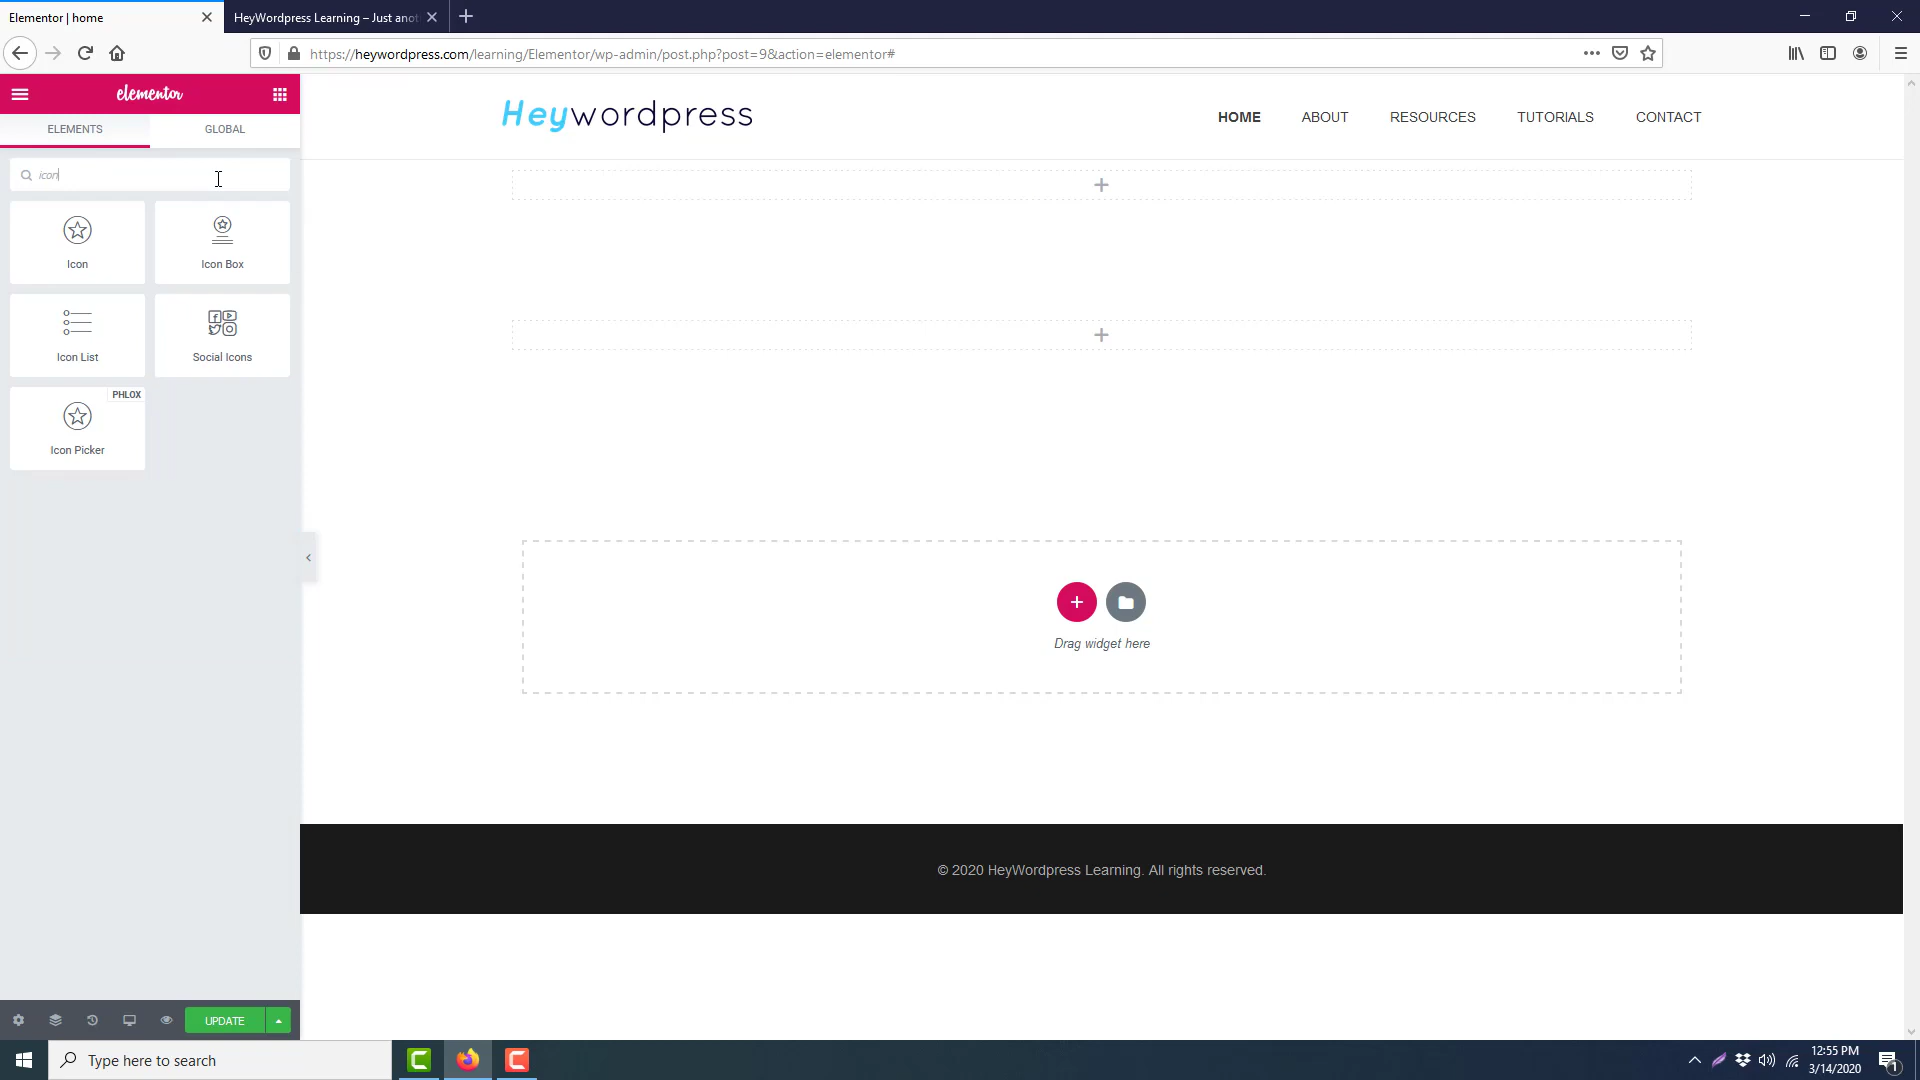 Elementor | home
HeyWordpress Learning – Just anot
https://heywordpress.com/learning/Elementor/wp-admin/post.php?post=9&action=elementor#
elementor
ELEMENTS
GLOBAL
icon
Icon
Icon Box
Icon List
Social Icons
PHLOX
Icon Picker
UPDATE
Heywordpress
HOME
ABOUT
RESOURCES
TUTORIALS
CONTACT
Drag widget here
© 2020 HeyWordpress Learning. All rights reserved.
Type here to search
12:55 PM
3/14/2020
1